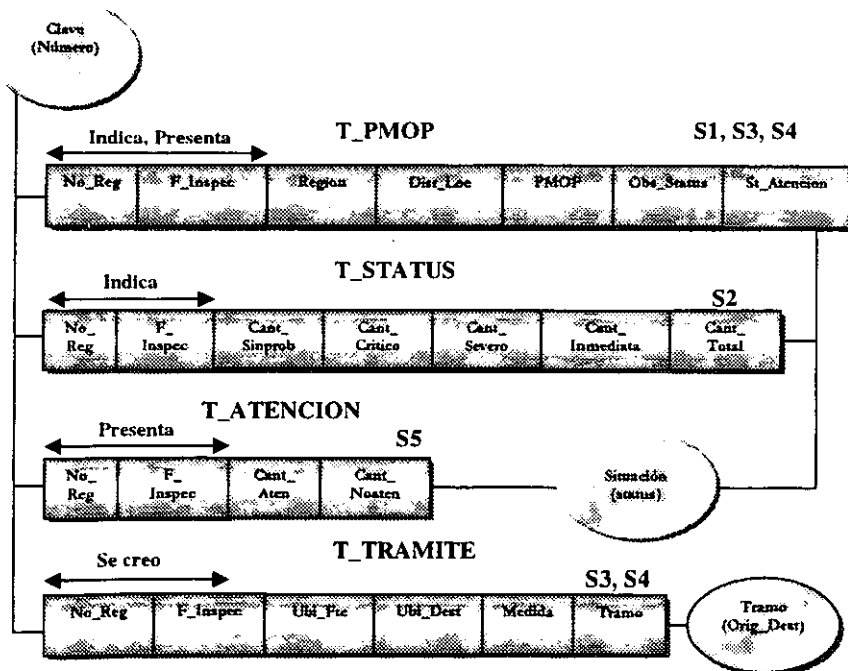 Clave
(Número)
Indica, Presenta
T_PMOP
S1, S3, S4
No_Reg F_Inspec Region Dist_Loc PMOP Obs_Status St_Atencion
T_STATUS
Indica
S2
No_ F_ Cant_ Cant_ Cant_ Cant_ Cant_
Reg Inspec Sinprob Critico Severo Inmediata Total
T_ATENCION
Presenta
S5
No_ F_ Cant_ Cant_
Reg Inspec Aten Noaten
Situación
(status)
T_TRAMITE
Se creo
S3, S4
No_Reg F_Inspec Ubi_Fte Ubi_Dest Medida Tramo
Tramo
(Orig_Dest)